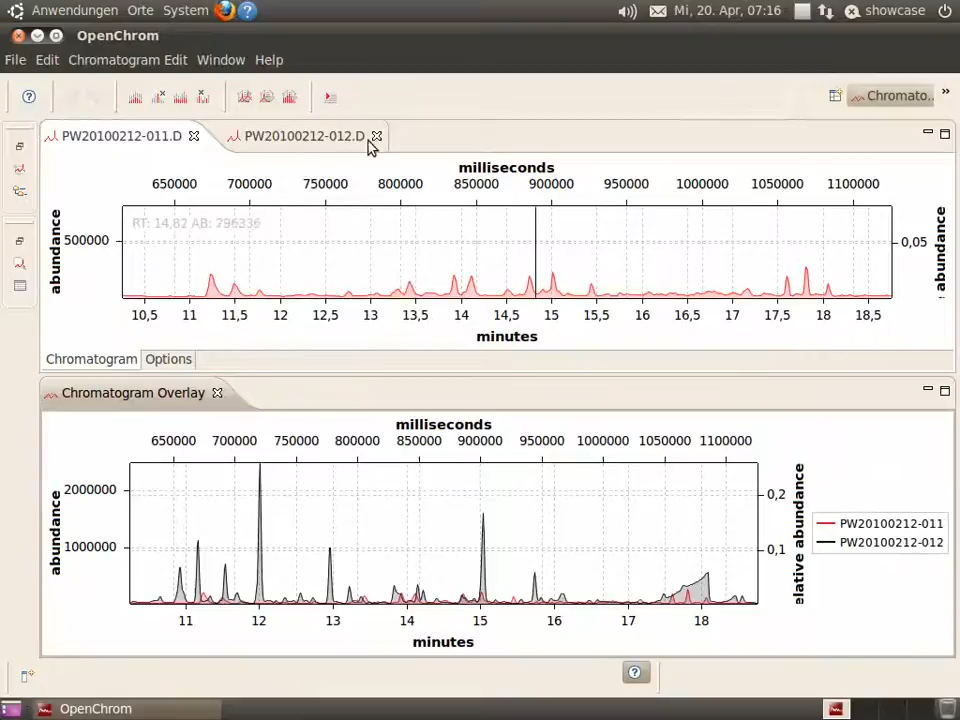 Anwendungen Orte System Mi, 20. Apr, 07:16 showcase
OpenChrom
File Edit Chromatogram Edit Window Help
Chromato.. »
PW20100212-011.D PW20100212-012.D
milliseconds
650000 700000 750000 800000 850000 900000 950000 1000000 1050000 1100000
RT: 14,82 AB: 796336
abundance
500000
0,05
abundance
10,5 11 11,5 12 12,5 13 13,5 14 14,5 15 15,5 16 16,5 17 17,5 18 18,5
minutes
Chromatogram Options
Chromatogram Overlay
milliseconds
650000 700000 750000 800000 850000 900000 950000 1000000 1050000 1100000
abundance
2000000
1000000
0,2
0,1
elative abundance
PW20100212-011
PW20100212-012
11 12 13 14 15 16 17 18
minutes
OpenChrom